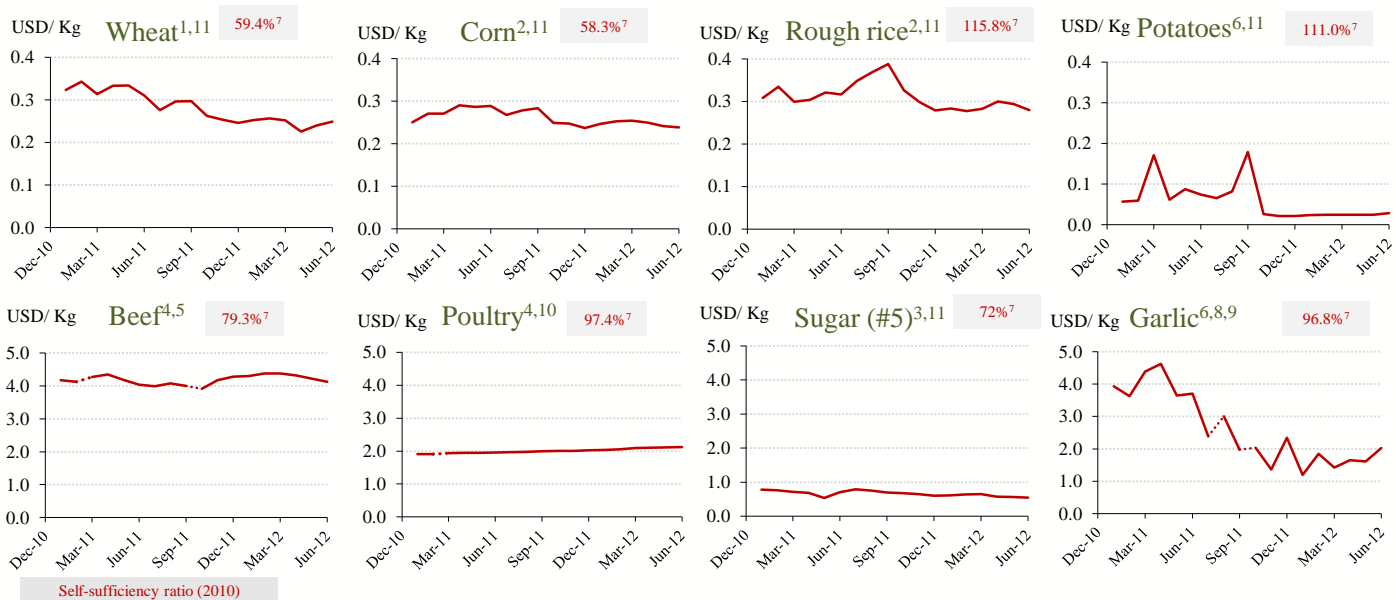 USD/ Kg Wheat1,11 59.4%7
0.4
0.3
0.2
0.1
0.0
Dec-10 Mar-11 Jun-11 Sep-11 Dec-11 Mar-12 Jun-12
USD/ Kg Corn2,11 58.3%7
0.4
0.3
0.2
0.1
0.0
Dec-10 Mar-11 Jun-11 Sep-11 Dec-11 Mar-12 Jun-12
USD/ Kg Rough rice2,11 115.8%7
0.4
0.3
0.2
0.1
0.0
Dec-10 Mar-11 Jun-11 Sep-11 Dec-11 Mar-12 Jun-12
USD/ Kg Potatoes6,11 111.0%7
0.4
0.3
0.2
0.1
0.0
Dec-10 Mar-11 Jun-11 Sep-11 Dec-11 Mar-12 Jun-12
USD/ Kg Beef4,5 79.3%7
5.0
4.0
3.0
2.0
1.0
0.0
Dec-10 Mar-11 Jun-11 Sep-11 Dec-11 Mar-12 Jun-12
USD/ Kg Poultry4,10 97.4%7
5.0
4.0
3.0
2.0
1.0
0.0
Dec-10 Mar-11 Jun-11 Sep-11 Dec-11 Mar-12 Jun-12
USD/ Kg Sugar (#5)3,11 72%7
5.0
4.0
3.0
2.0
1.0
0.0
Dec-10 Mar-11 Jun-11 Sep-11 Dec-11 Mar-12 Jun-12
USD/ Kg Garlic6,8,9 96.8%7
5.0
4.0
3.0
2.0
1.0
0.0
Dec-10 Mar-11 Jun-11 Sep-11 Dec-11 Mar-12 Jun-12
Self-sufficiency ratio (2010)